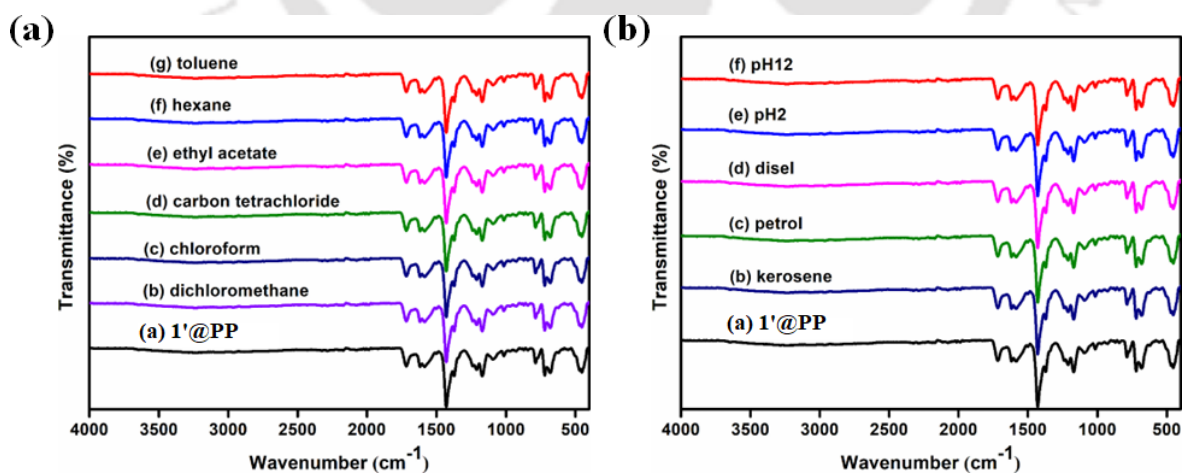 (a)
Transmittance (%)
(g) toluene
(f) hexane
(e) ethyl acetate
(d) carbon tetrachloride
(c) chloroform
(b) dichloromethane
(a) 1'@PP
4000 3500 3000 2500 2000 1500 1000 500
Wavenumber (cm-1)
(b)
Transmittance (%)
(f) pH12
(e) pH2
(d) disel
(c) petrol
(b) kerosene
(a) 1'@PP
4000 3500 3000 2500 2000 1500 1000 500
Wavenumber (cm-1)